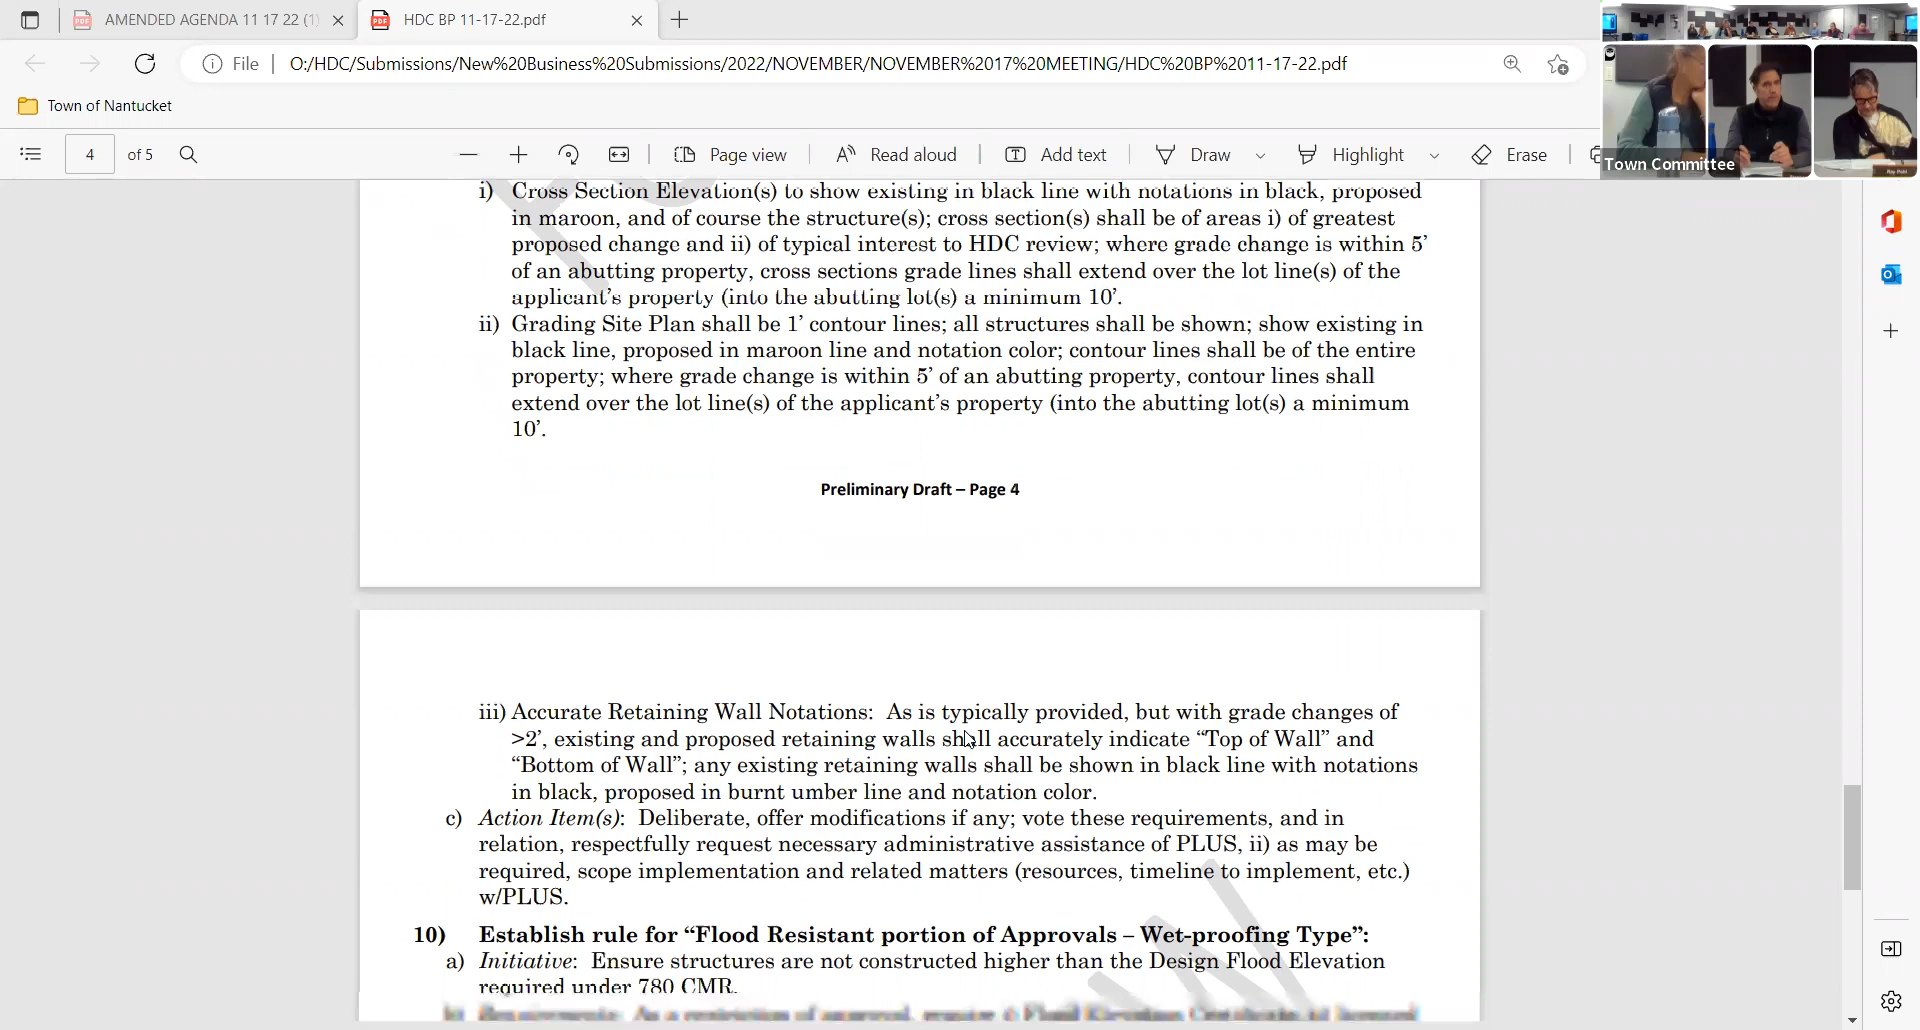 AMENDED AGENDA 11 17 22 (1)
HDC BP 11-17-22.pdf
File
O:/HDC/Submissions/New%20Business%20Submissions/2022/NOVEMBER/NOVEMBER%2017%20MEETING/HDC%20BP%2011-17-22.pdf
Town of Nantucket
4 of 5
Page view
Read aloud
Add text
Draw
Highlight
Erase
Town Committee
i) Cross Section Elevation(s) to show existing in black line with notations in black, proposed
in maroon, and of course the structure(s); cross section(s) shall be of areas i) of greatest
proposed change and ii) of typical interest to HDC review; where grade change is within 5’
of an abutting property, cross sections grade lines shall extend over the lot line(s) of the
applicant’s property (into the abutting lot(s) a minimum 10’.
ii) Grading Site Plan shall be 1’ contour lines; all structures shall be shown; show existing in
black line, proposed in maroon line and notation color; contour lines shall be of the entire
property; where grade change is within 5’ of an abutting property, contour lines shall
extend over the lot line(s) of the applicant’s property (into the abutting lot(s) a minimum
10’.
Preliminary Draft – Page 4
iii) Accurate Retaining Wall Notations: As is typically provided, but with grade changes of
>2’, existing and proposed retaining walls shall accurately indicate “Top of Wall” and
“Bottom of Wall”; any existing retaining walls shall be shown in black line with notations
in black, proposed in burnt umber line and notation color.
c) Action Item(s): Deliberate, offer modifications if any; vote these requirements, and in
relation, respectfully request necessary administrative assistance of PLUS, ii) as may be
required, scope implementation and related matters (resources, timeline to implement, etc.)
w/PLUS.
10) Establish rule for “Flood Resistant portion of Approvals – Wet-proofing Type”:
a) Initiative: Ensure structures are not constructed higher than the Design Flood Elevation
required under 780 CMR.